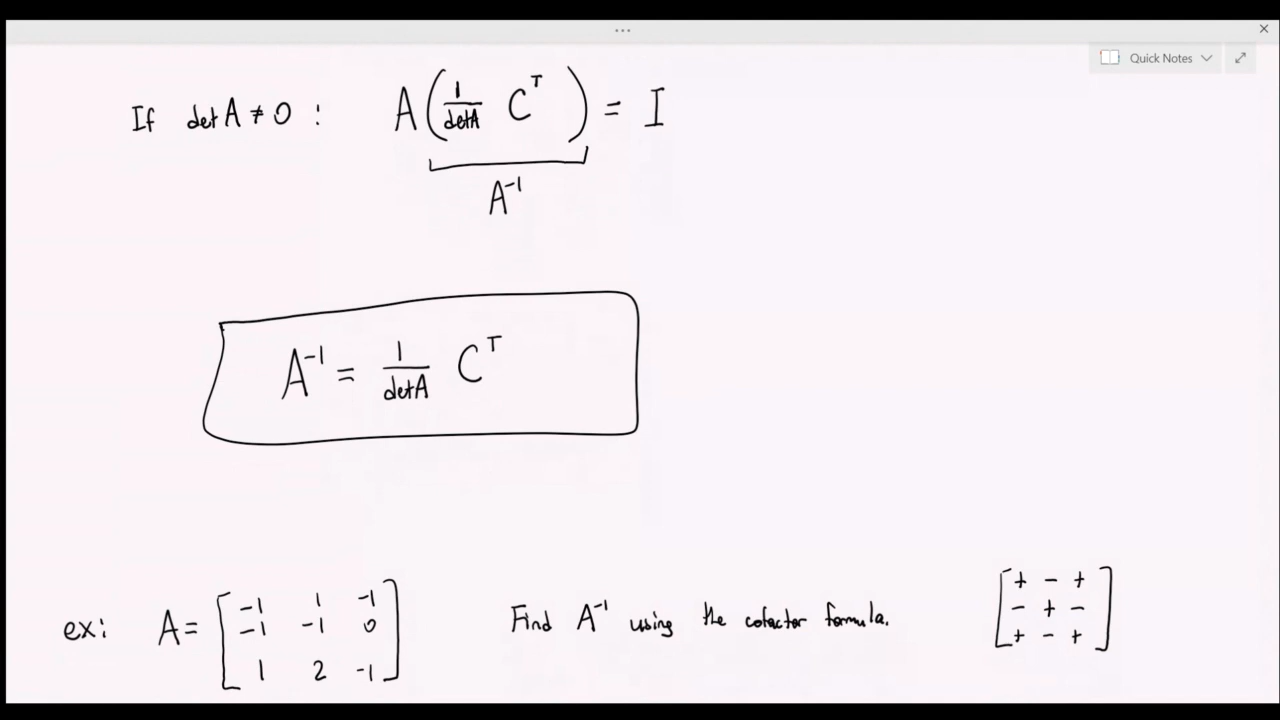 Quick Notes
If det A ≠ 0 : A ( 1/detA C^T ) = I
A^-1
A^-1 = 1/detA C^T
ex: A = [ -1 1 -1 Find A^-1 using the cofactor formula. [ + - +
-1 -1 0 - + -
1 2 -1 ] + - + ]